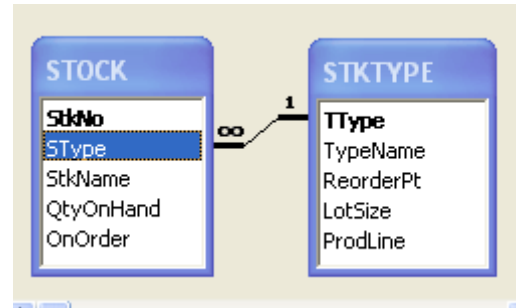 STOCK
StkNo
SType
StkName
QtyOnHand
OnOrder
∞
1
STKTYPE
TType
TypeName
ReorderPt
LotSize
ProdLine